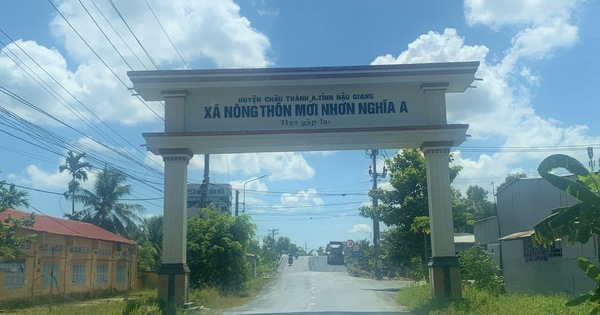 HUYỆN CHÂU THÀNH A-TỈNH HẬU GIANG
XÃ NÔNG THÔN MỚI NHƠN NGHĨA A
Hẹn gặp lại